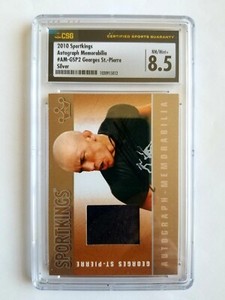 CSG
CERTIFIED SPORTS GUARANTY
2010 Sportkings
Autograph Memorabilia
#AM-GSP2 Georges St.-Pierre
Silver
NM/Mint+
8.5
SPORTKINGS
GEORGES ST-PIERRE
AUTOGRAPH-MEMORABILIA